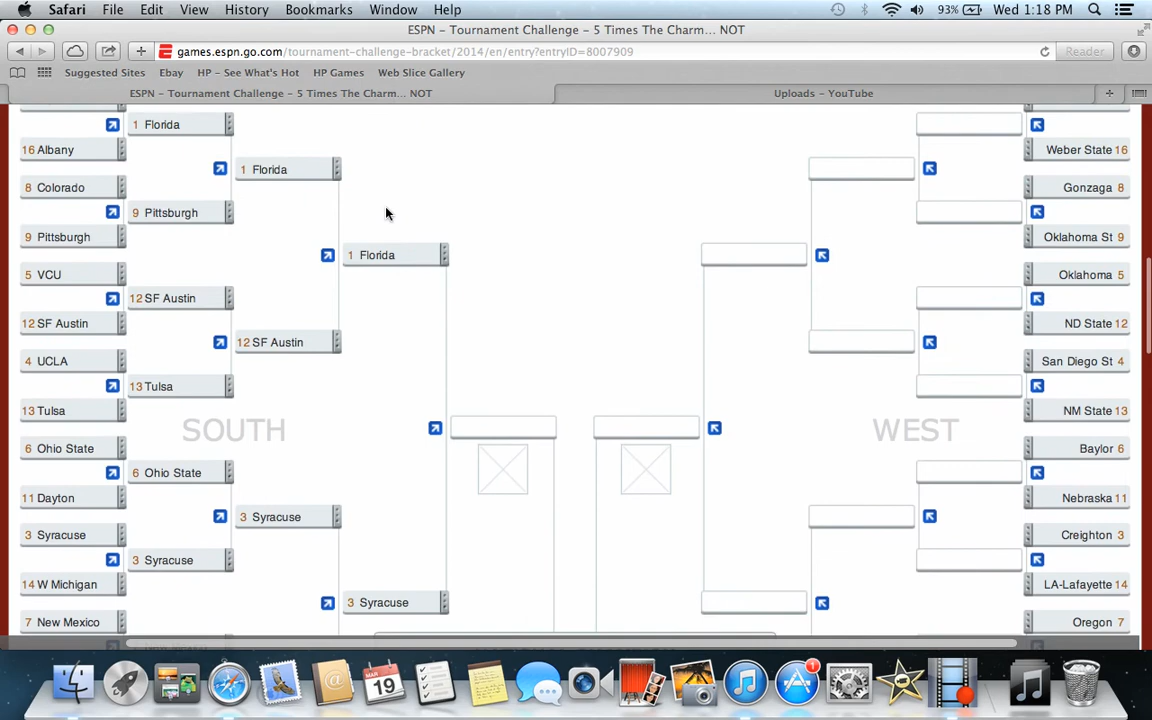 Safari File Edit View History Bookmarks Window Help 93% Wed 1:18 PM
ESPN – Tournament Challenge – 5 Times The Charm... NOT
games.espn.go.com/tournament-challenge-bracket/2014/en/entry?entryID=8007909 Reader
Suggested Sites Ebay HP – See What's Hot HP Games Web Slice Gallery
ESPN – Tournament Challenge – 5 Times The Charm... NOT Uploads – YouTube
1 Florida
16 Albany Weber State 16
1 Florida
8 Colorado Gonzaga 8
9 Pittsburgh
9 Pittsburgh Oklahoma St 9
1 Florida
5 VCU Oklahoma 5
12 SF Austin
12 SF Austin ND State 12
12 SF Austin
4 UCLA San Diego St 4
13 Tulsa
13 Tulsa NM State 13
SOUTH WEST
6 Ohio State Baylor 6
6 Ohio State
11 Dayton Nebraska 11
3 Syracuse
3 Syracuse Creighton 3
3 Syracuse
14 W Michigan LA-Lafayette 14
3 Syracuse
7 New Mexico Oregon 7
MAR
19
1